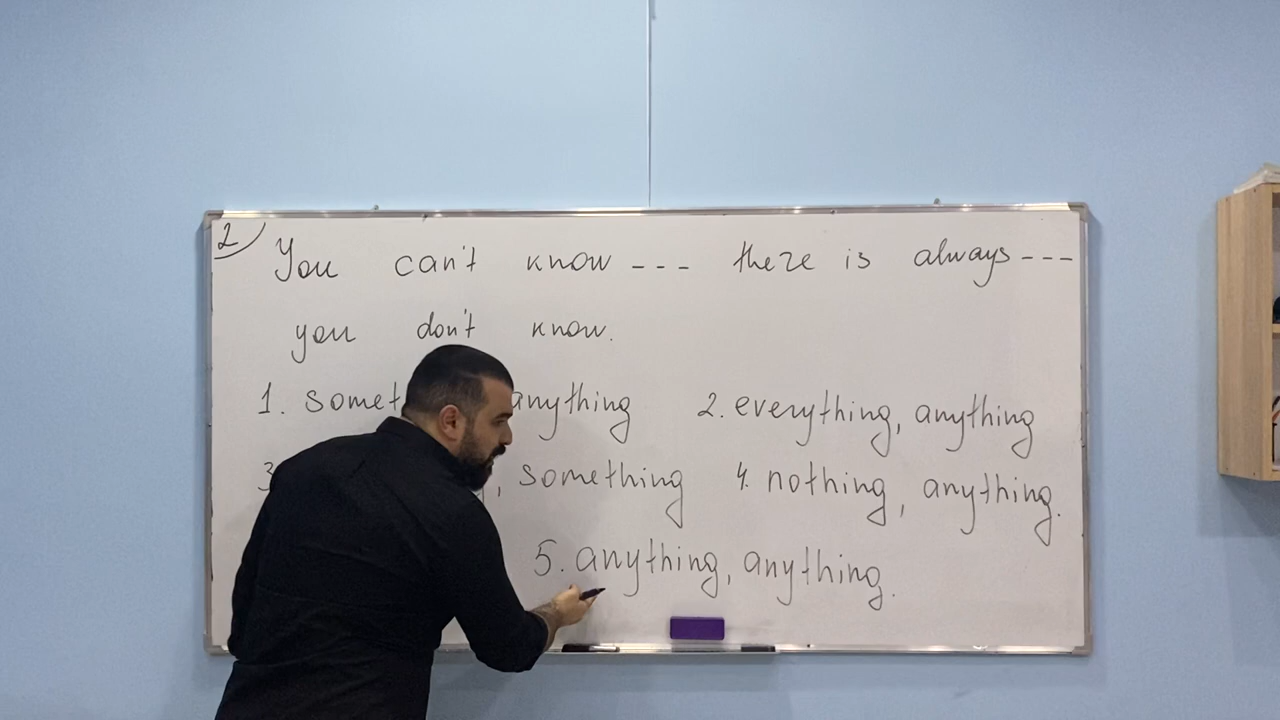 2
You can't know --- there is always ---
you don't know.
1. anything 2. everything, anything
, something 4. nothing, anything.
5. anything, anything.